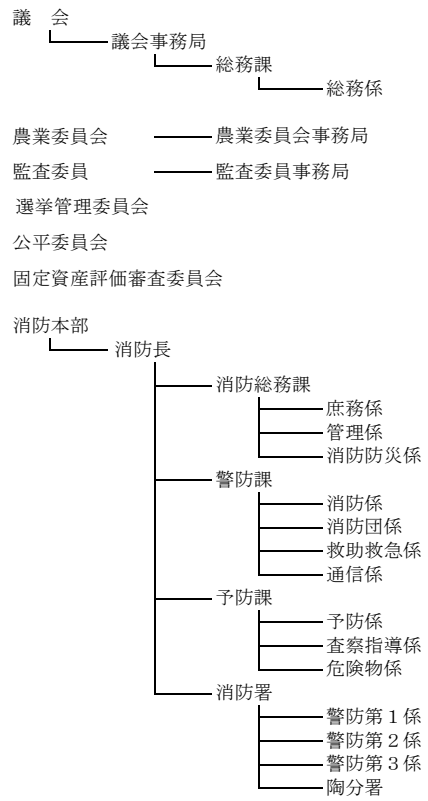 議　会
議会事務局
総務課
総務係
農業委員会　農業委員会事務局
監査委員　監査委員事務局
選挙管理委員会
公平委員会
固定資産評価審査委員会
消防本部
消防長
消防総務課
庶務係
管理係
消防防災係
警防課
消防係
消防団係
救助救急係
通信係
予防課
予防係
査察指導係
危険物係
消防署
警防第１係
警防第２係
警防第３係
陶分署